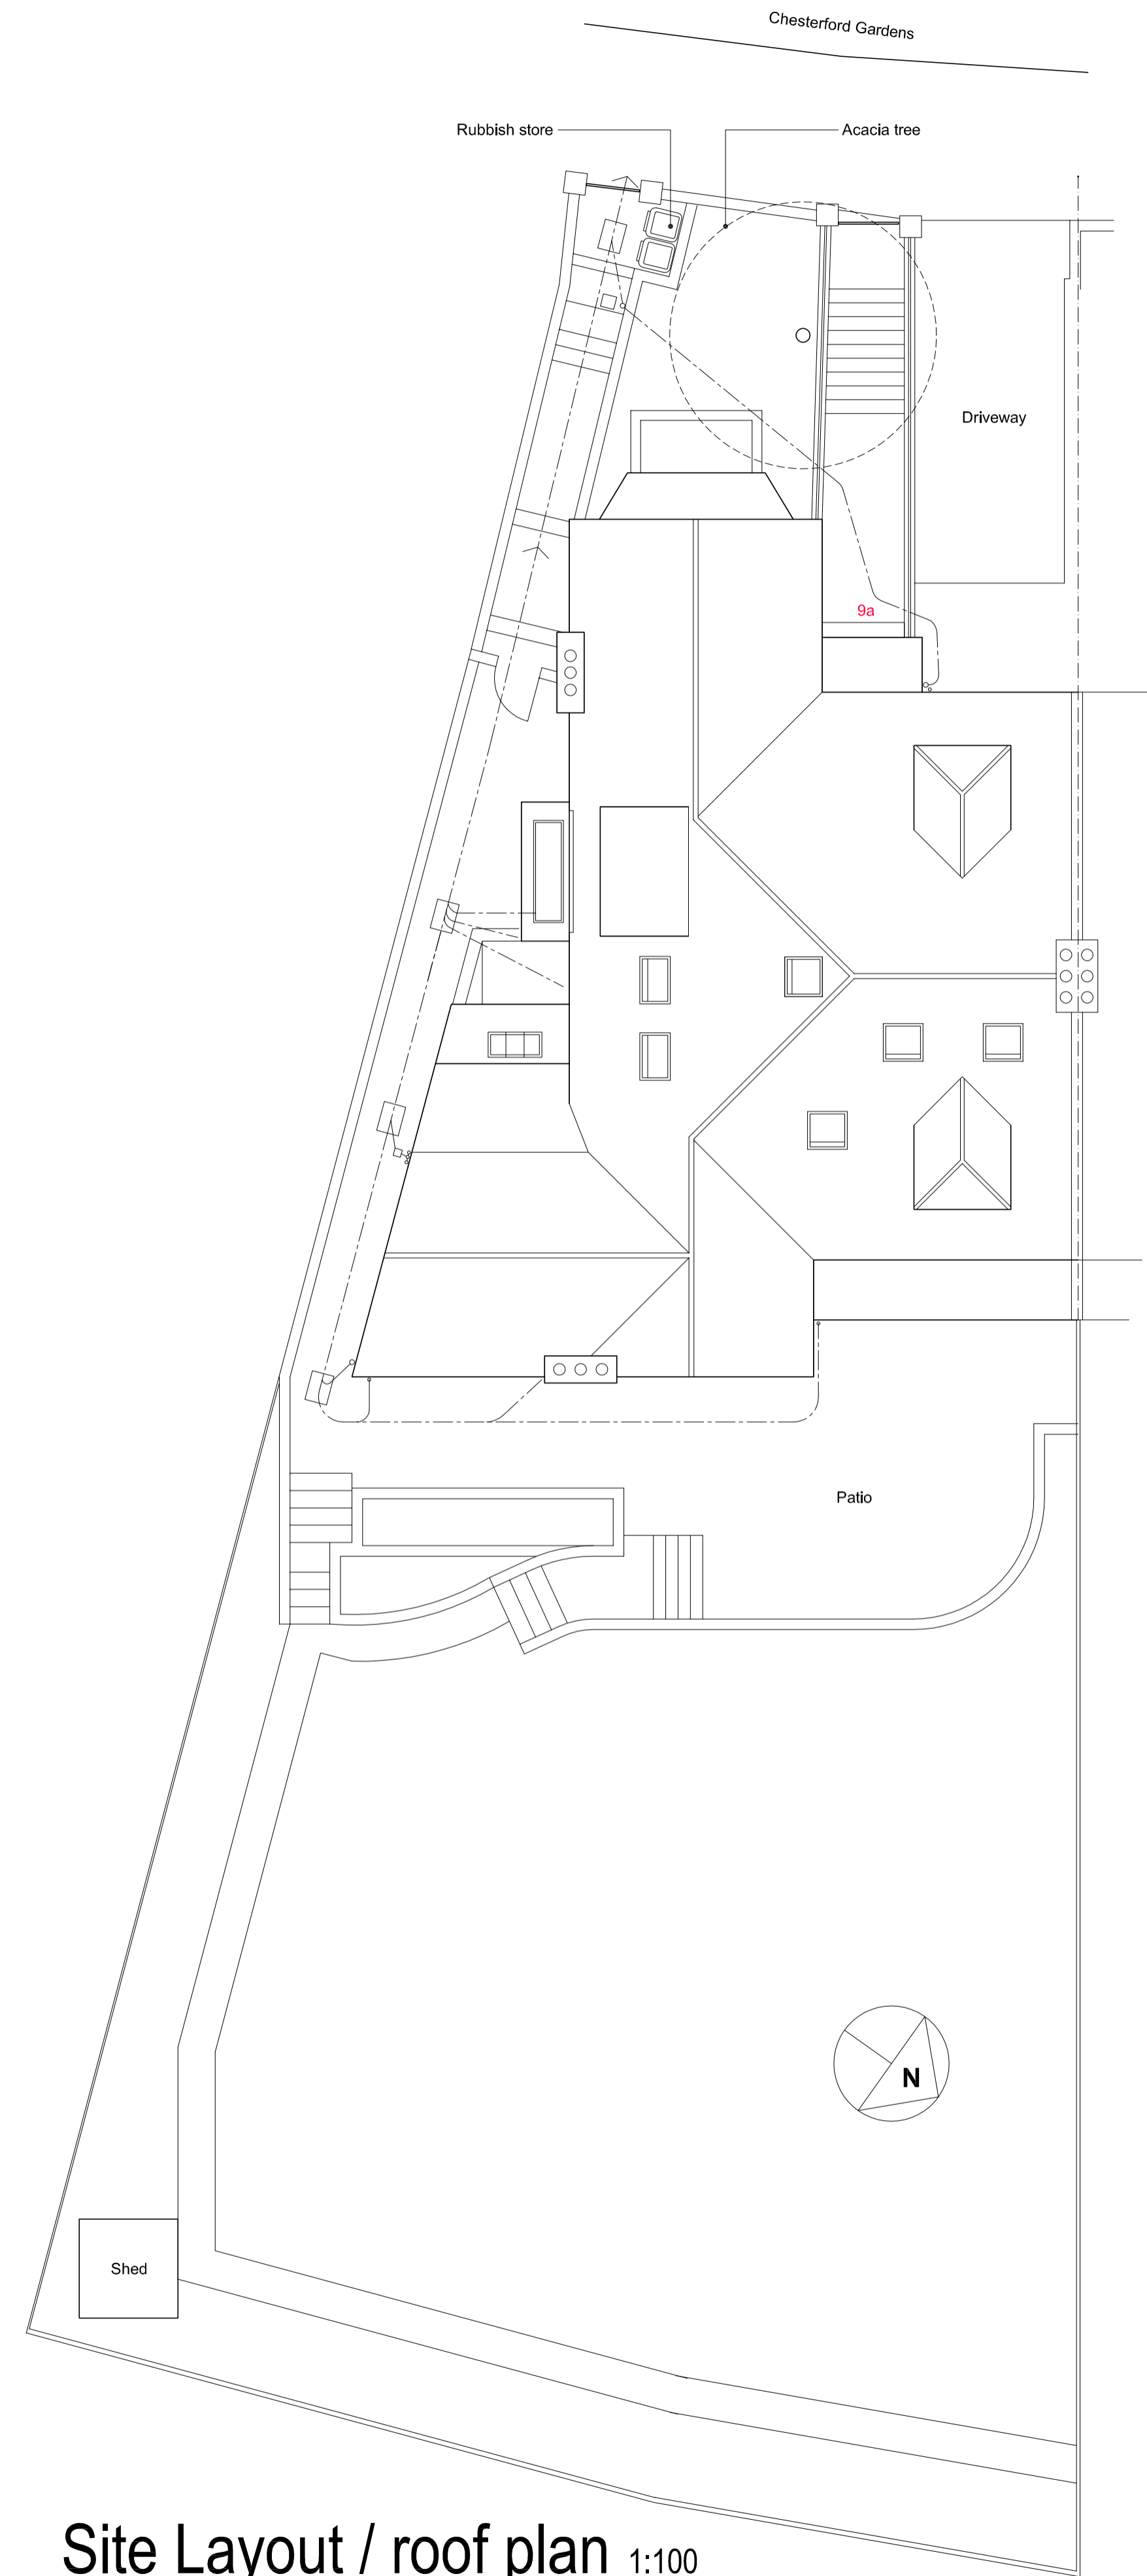 Chesterford Gardens
Rubbish store
Acacia tree
Driveway
9a
Patio
N
Shed
Site Layout / roof plan 1:100